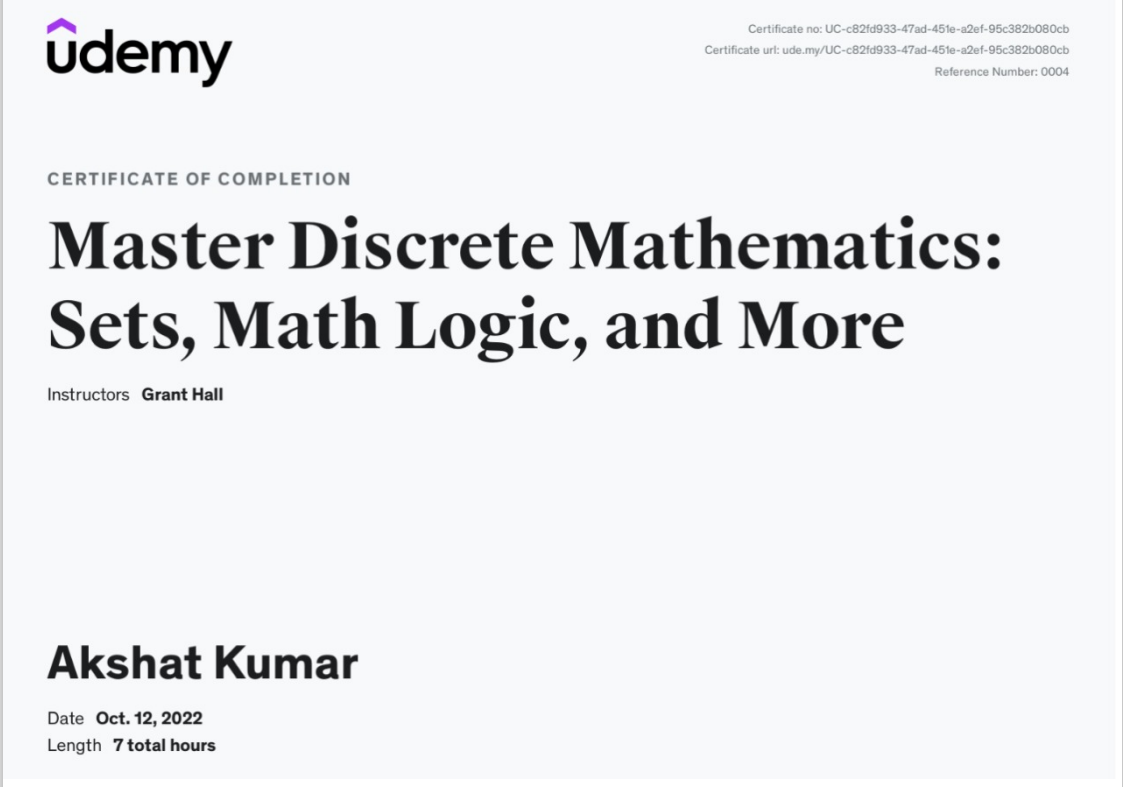 udemy
Certificate no: UC-c82fd933-47ad-451e-a2ef-95c382b080cb
Certificate url: ude.my/UC-c82fd933-47ad-451e-a2ef-95c382b080cb
Reference Number: 0004
CERTIFICATE OF COMPLETION
Master Discrete Mathematics:
Sets, Math Logic, and More
Instructors Grant Hall
Akshat Kumar
Date Oct. 12, 2022
Length 7 total hours